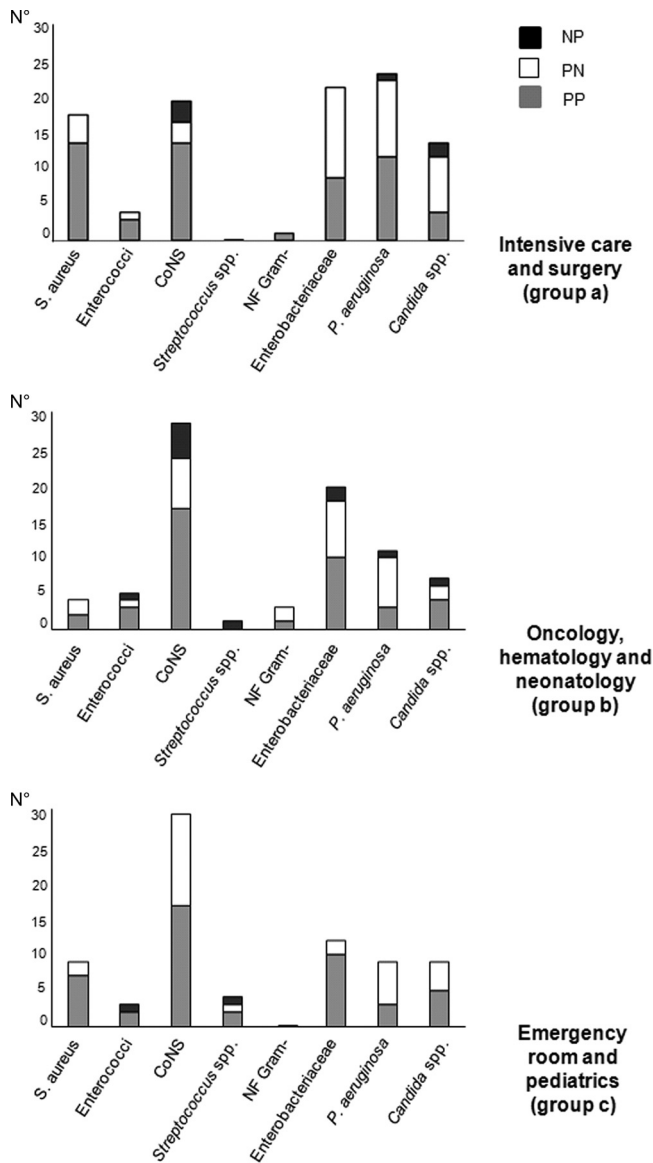 N°
30
25
20
15
10
5
0
S. aureus
Enterococci
CoNS
Streptococcus spp.
NF Gram-
Enterobacteriaceae
P. aeruginosa
Candida spp.
NP
PN
PP
Intensive care
and surgery
(group a)
N°
30
25
20
15
10
5
0
S. aureus
Enterococci
CoNS
Streptococcus spp.
NF Gram-
Enterobacteriaceae
P. aeruginosa
Candida spp.
Oncology,
hematology and
neonatology
(group b)
N°
30
25
20
15
10
5
0
S. aureus
Enterococci
CoNS
Streptococcus spp.
NF Gram-
Enterobacteriaceae
P. aeruginosa
Candida spp.
Emergency
room and
pediatrics
(group c)